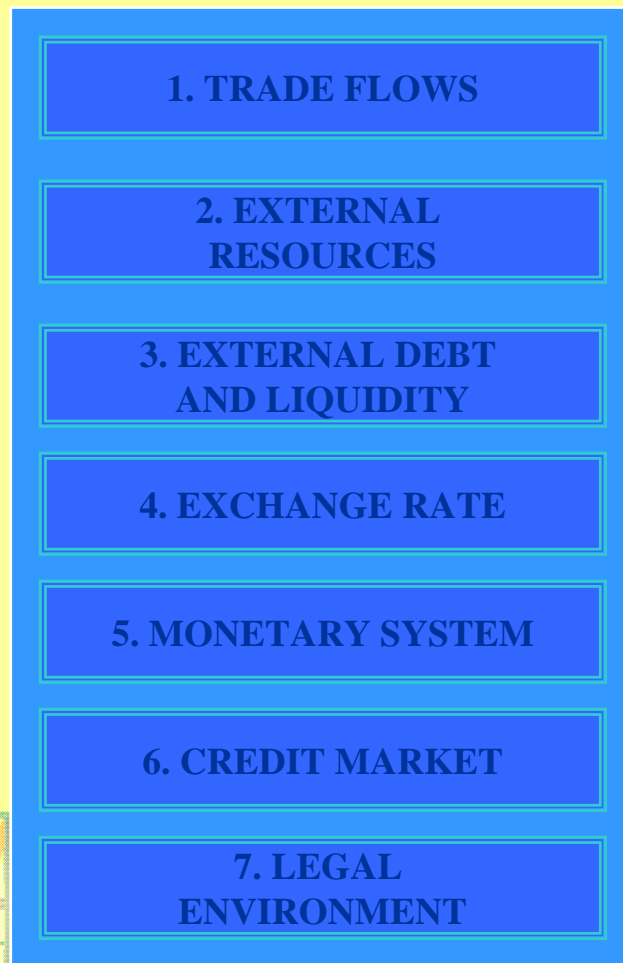 1. TRADE FLOWS
2. EXTERNAL
RESOURCES
3. EXTERNAL DEBT
AND LIQUIDITY
4. EXCHANGE RATE
5. MONETARY SYSTEM
6. CREDIT MARKET
7. LEGAL
ENVIRONMENT